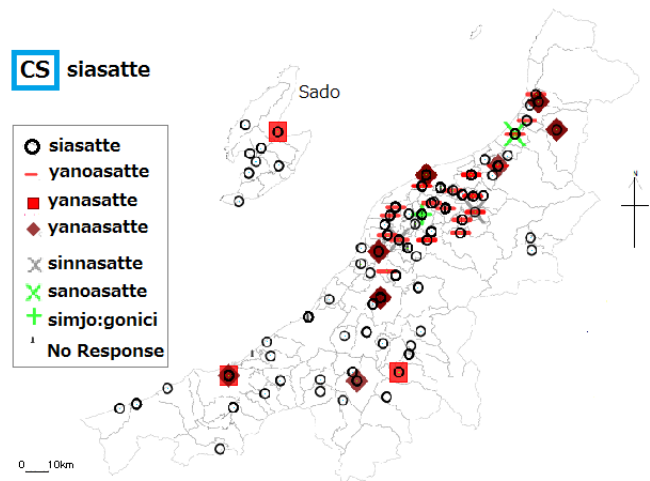 CS siasatte
Sado
siasatte
yanoasatte
yanasatte
yanaasatte
sinnasatte
sanoasatte
simjo:gonici
No Response
N
0 10km